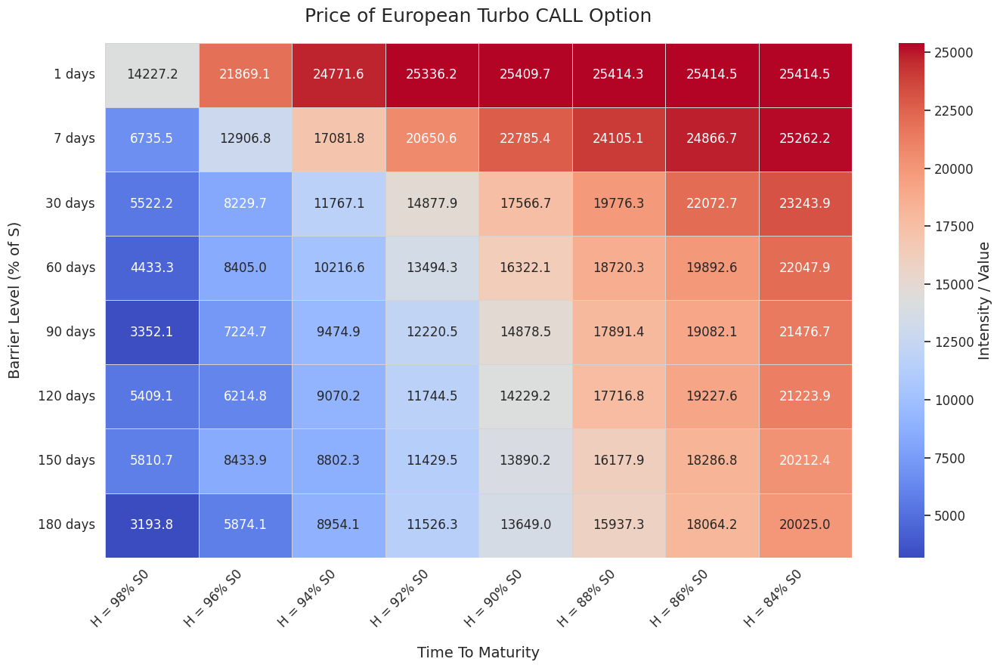 Price of European Turbo CALL Option
1 days 14227.2 21869.1 24771.6 25336.2 25409.7 25414.3 25414.5 25414.5
7 days 6735.5 12906.8 17081.8 20650.6 22785.4 24105.1 24866.7 25262.2
30 days 5522.2 8229.7 11767.1 14877.9 17566.7 19776.3 22072.7 23243.9
60 days 4433.3 8405.0 10216.6 13494.3 16322.1 18720.3 19892.6 22047.9
90 days 3352.1 7224.7 9474.9 12220.5 14878.5 17891.4 19082.1 21476.7
120 days 5409.1 6214.8 9070.2 11744.5 14229.2 17716.8 19227.6 21223.9
150 days 5810.7 8433.9 8802.3 11429.5 13890.2 16177.9 18286.8 20212.4
180 days 3193.8 5874.1 8954.1 11526.3 13649.0 15937.3 18064.2 20025.0
H = 98% S0 H = 96% S0 H = 94% S0 H = 92% S0 H = 90% S0 H = 88% S0 H = 86% S0 H = 84% S0
Time To Maturity
Barrier Level (% of S)
25000
22500
20000
17500
15000
12500
10000
7500
5000
Intensity / Value